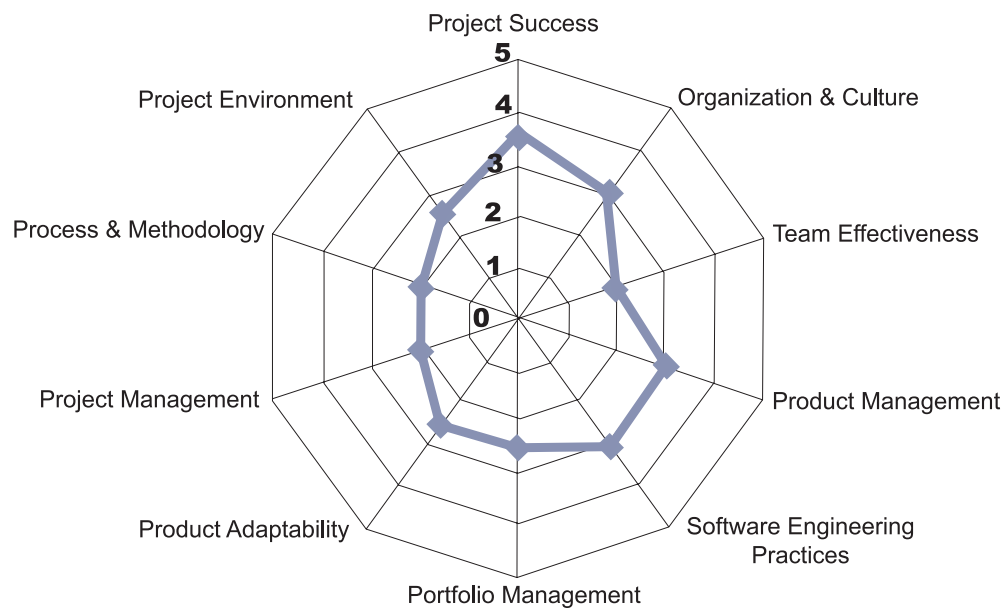 Project Success
5
Project Environment
Organization & Culture
4
3
Process & Methodology
2
Team Effectiveness
1
0
Project Management
Product Management
Product Adaptability
Software Engineering
Practices
Portfolio Management